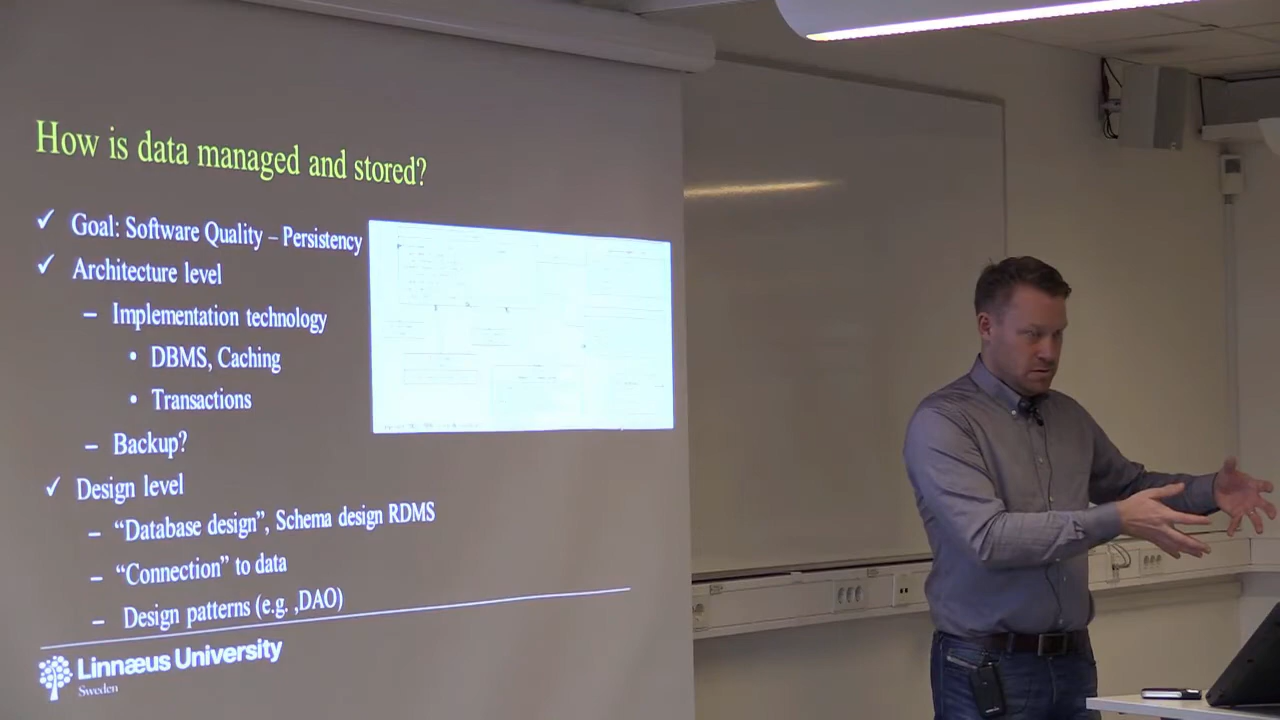 How is data managed and stored?
✓ Goal: Software Quality – Persistency
✓ Architecture level
– Implementation technology
• DBMS, Caching
• Transactions
– Backup?
✓ Design level
– “Database design”, Schema design RDMS
– “Connection” to data
– Design patterns (e.g. ,DAO)
Linnæus University
Sweden